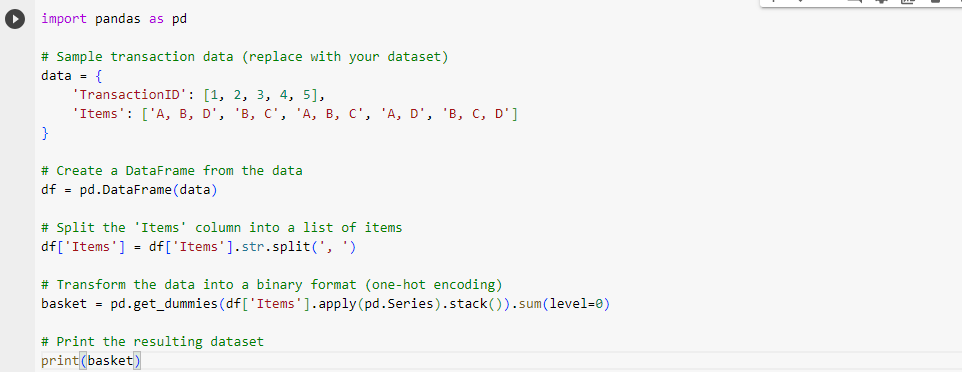 import pandas as pd
# Sample transaction data (replace with your dataset)
data = {
    'TransactionID': [1, 2, 3, 4, 5],
    'Items': ['A, B, D', 'B, C', 'A, B, C', 'A, D', 'B, C, D']
}
# Create a DataFrame from the data
df = pd.DataFrame(data)
# Split the 'Items' column into a list of items
df['Items'] = df['Items'].str.split(', ')
# Transform the data into a binary format (one-hot encoding)
basket = pd.get_dummies(df['Items'].apply(pd.Series).stack()).sum(level=0)
# Print the resulting dataset
print(basket)